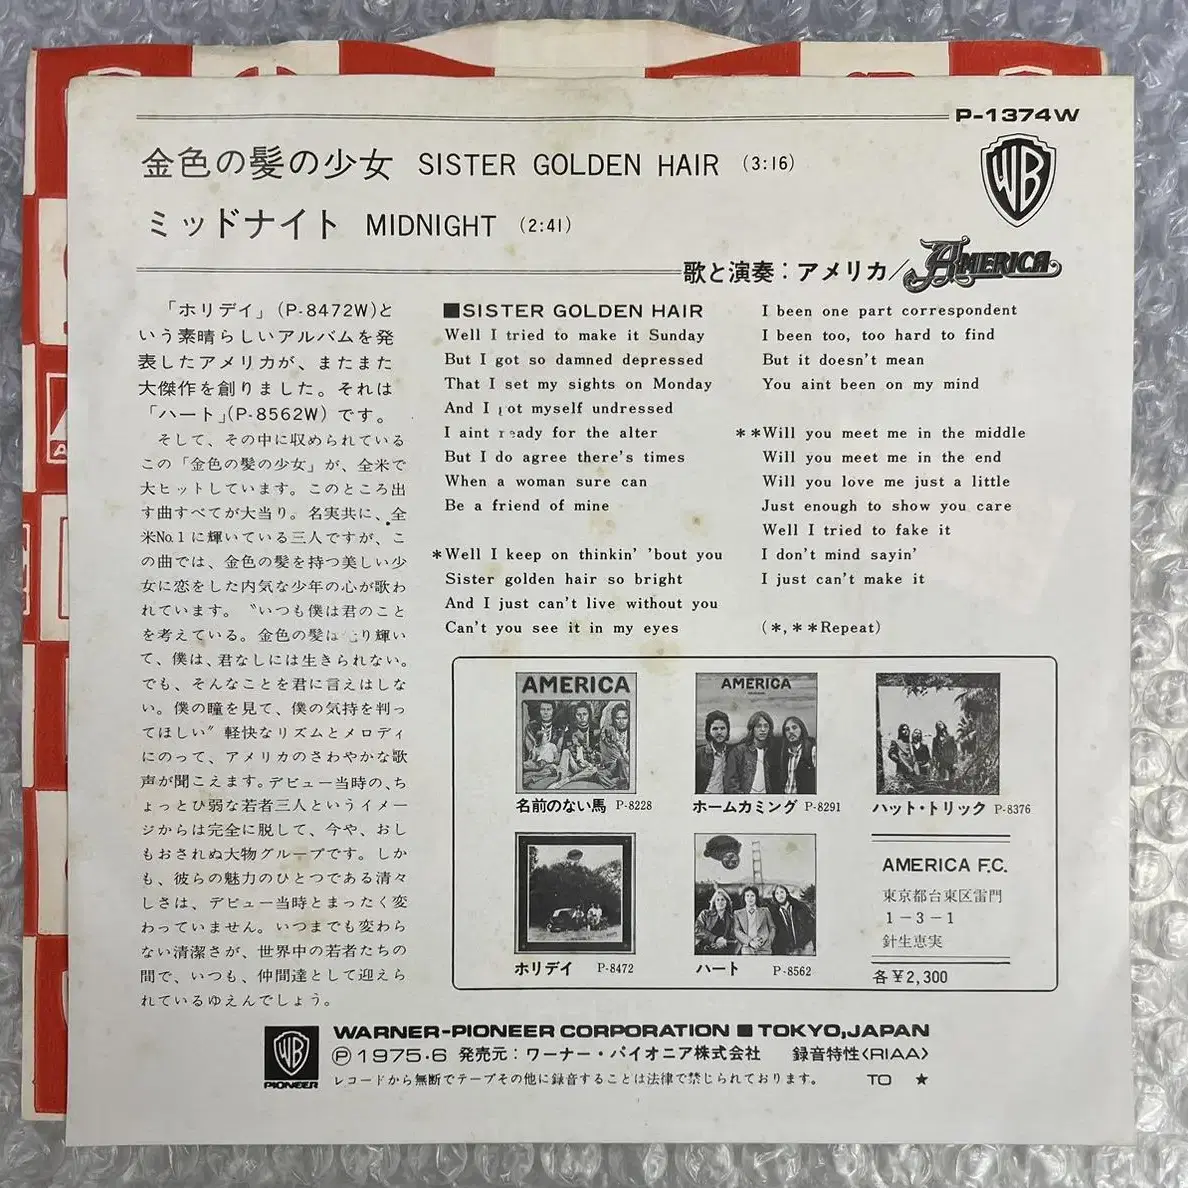 P-1374W
金色の髪の少女 SISTER GOLDEN HAIR (3:16)
WB
ミッドナイト MIDNIGHT (2:41)
歌と演奏：アメリカ/AMERICA
「ホリデイ」(P-8472W)と
いう素晴らしいアルバムを発
表したアメリカが、またまた
大傑作を創りました。それは
「ハート」(P-8562W) です。
そして、その中に収められている
この「金色の髪の少女」が、全米で
大ヒットしています。このところ出
す曲すべてが大当り。名実共に、全
米No.1に輝いている三人ですが、こ
の曲では、金色の髪を持つ美しい少
女に恋をした内気な少年の心が歌わ
れています。〝いつも僕は君のこと
を考えている。金色の髪は り輝い
て、僕は、君なしには生きられない。
でも、そんなことを君に言えはしな
い。僕の瞳を見て、僕の気持を判っ
てほしい〞軽快なリズムとメロディ
にのって、アメリカのさわやかな歌
声が聞こえます。デビュー当時の、ち
ょっとひ弱な若者三人というイメー
ジからは完全に脱して、今や、おし
もおされぬ大物グループです。しか
も、彼らの魅力のひとつである清々
しさは、デビュー当時とまったく変
わっていません。いつまでも変わら
ない清潔さが、世界中の若者たちの
間で、いつも、仲間達として迎えら
れているゆえんでしょう。
■SISTER GOLDEN HAIR
Well I tried to make it Sunday
But I got so damned depressed
That I set my sights on Monday
And I got myself undressed
I aint ready for the alter
But I do agree there's times
When a woman sure can
Be a friend of mine
*Well I keep on thinkin' 'bout you
Sister golden hair so bright
And I just can't live without you
Can't you see it in my eyes
I been one part correspondent
I been too, too hard to find
But it doesn't mean
You aint been on my mind
**Will you meet me in the middle
Will you meet me in the end
Will you love me just a little
Just enough to show you care
Well I tried to fake it
I don't mind sayin'
I just can't make it
(*,**Repeat)
AMERICA
名前のない馬 P-8228
AMERICA
ホームカミング P-8291
ハット・トリック P-8376
ホリデイ P-8472
ハート P-8562
AMERICA F.C.
東京都台東区雷門
1-3-1
針生恵実
各¥2,300
WB
PIONEER
WARNER-PIONEER CORPORATION ■ TOKYO,JAPAN
Ⓟ1975·6 発売元：ワーナー・パイオニア株式会社 録音特性<RIAA>
レコードから無断でテープその他に録音することは法律で禁じられております。 TO ★